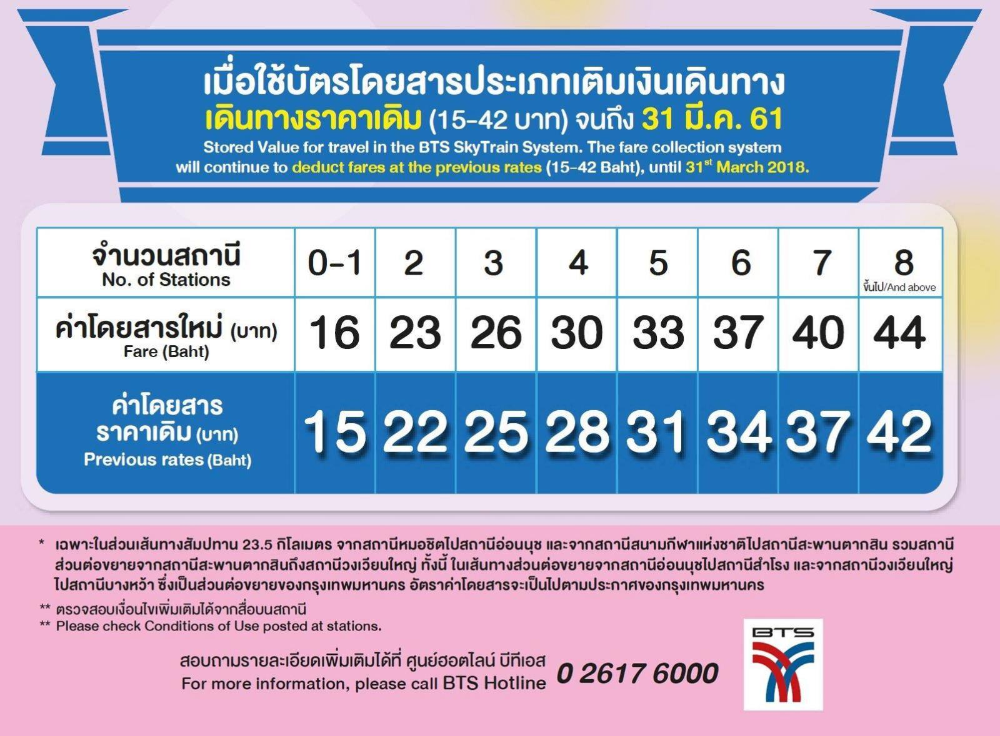 เมื่อใช้บัตรโดยสารประเภทเติมเงินเดินทาง
เดินทางราคาเดิม (15-42 บาท) จนถึง 31 มี.ค. 61
Stored Value for travel in the BTS SkyTrain System. The fare collection system
will continue to deduct fares at the previous rates (15-42 Baht), until 31st March 2018.
จำนวนสถานี 0-1 2 3 4 5 6 7 8
No. of Stations ขึ้นไป/And above
ค่าโดยสารใหม่ (บาท) 16 23 26 30 33 37 40 44
Fare (Baht)
ค่าโดยสาร
ราคาเดิม (บาท) 15 22 25 28 31 34 37 42
Previous rates (Baht)
* เฉพาะในส่วนเส้นทางสัมปทาน 23.5 กิโลเมตร จากสถานีหมอชิตไปสถานีอ่อนนุช และจากสถานีสนามกีฬาแห่งชาติไปสถานีสะพานตากสิน รวมสถานี
ส่วนต่อขยายจากสถานีสะพานตากสินถึงสถานีวงเวียนใหญ่ ทั้งนี้ ในเส้นทางส่วนต่อขยายจากสถานีอ่อนนุชไปสถานีสำโรง และจากสถานีวงเวียนใหญ่
ไปสถานีบางหว้า ซึ่งเป็นส่วนต่อขยายของกรุงเทพมหานคร อัตราค่าโดยสารจะเป็นไปตามประกาศของกรุงเทพมหานคร
** ตรวจสอบเงื่อนไขเพิ่มเติมได้จากสื่อบนสถานี
** Please check Conditions of Use posted at stations.
สอบถามรายละเอียดเพิ่มเติมได้ที่ ศูนย์ฮอตไลน์ บีทีเอส
For more information, please call BTS Hotline 0 2617 6000
BTS